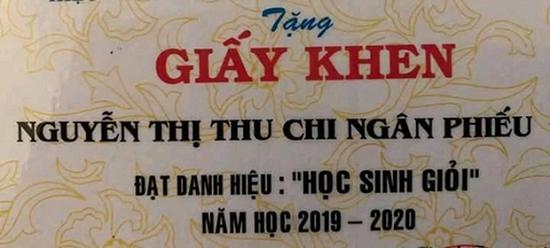 Tặng
GIẤY KHEN
NGUYỄN THỊ THU CHI NGÂN PHIẾU
ĐẠT DANH HIỆU : "HỌC SINH GIỎI"
NĂM HỌC 2019 – 2020